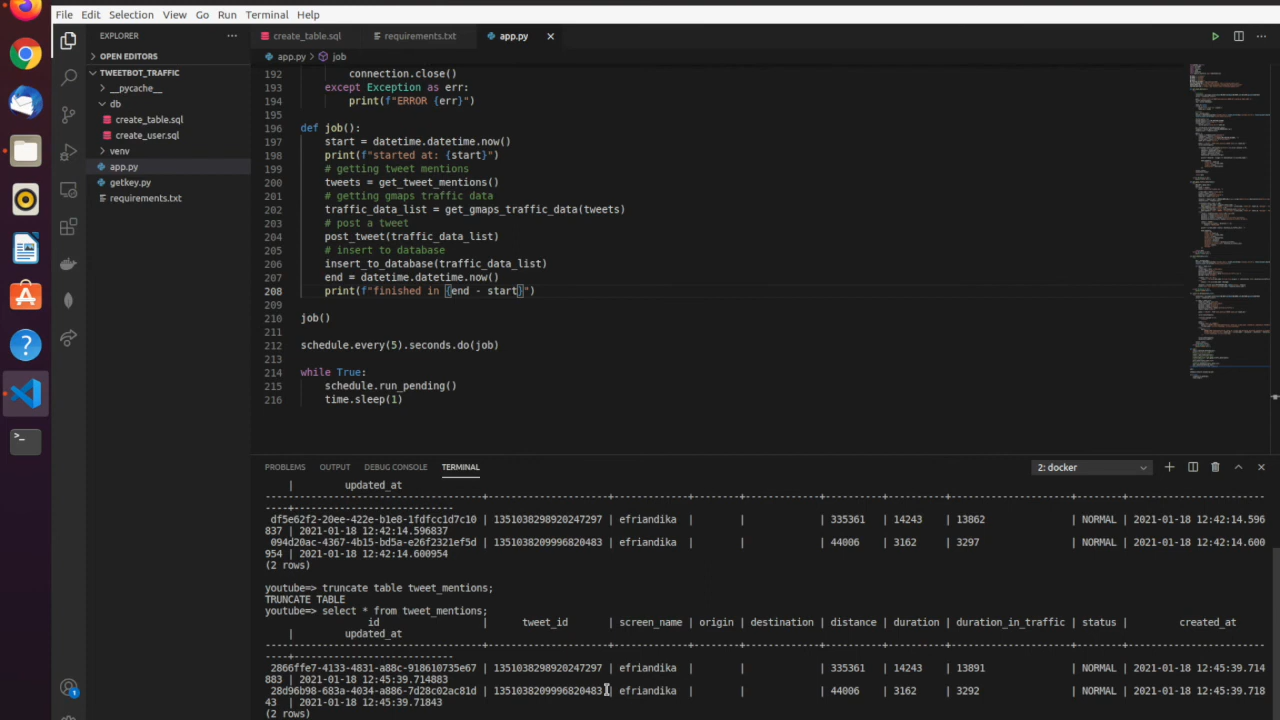 File Edit Selection View Go Run Terminal Help
EXPLORER ···
OPEN EDITORS
TWEETBOT_TRAFFIC
__pycache__
db
create_table.sql
create_user.sql
venv
app.py
getkey.py
requirements.txt
create_table.sql requirements.txt app.py
app.py > job
192 connection.close()
193 except Exception as err:
194 print(f"ERROR {err}")
195
196 def job():
197 start = datetime.datetime.now()
198 print(f"started at: {start}")
199 # getting tweet mentions
200 tweets = get_tweet_mentions()
201 # getting gmaps traffic data
202 traffic_data_list = get_gmaps_traffic_data(tweets)
203 # post a tweet
204 post_tweet(traffic_data_list)
205 # insert to database
206 insert_to_database(traffic_data_list)
207 end = datetime.datetime.now()
208 print(f"finished in {end - start}")
209
210 job()
211
212 schedule.every(5).seconds.do(job)
213
214 while True:
215 schedule.run_pending()
216 time.sleep(1)
PROBLEMS OUTPUT DEBUG CONSOLE TERMINAL 2: docker
| updated_at
--------------------------------------+---------------------+-------------+--------+-------------+----------+----------+---------------------+--------+------------------------
----+----------------------------
df5e62f2-20ee-422e-b1e8-1fdfcc1d7c10 | 1351038298920247297 | efriandika | | | 335361 | 14243 | 13862 | NORMAL | 2021-01-18 12:42:14.596
837 | 2021-01-18 12:42:14.596837
094d20ac-4367-4b15-bd5a-e26f2321ef5d | 1351038209996820483 | efriandika | | | 44006 | 3162 | 3297 | NORMAL | 2021-01-18 12:42:14.600
954 | 2021-01-18 12:42:14.600954
(2 rows)
youtube=> truncate table tweet_mentions;
TRUNCATE TABLE
youtube=> select * from tweet_mentions;
id | tweet_id | screen_name | origin | destination | distance | duration | duration_in_traffic | status | created_at
| updated_at
--------------------------------------+---------------------+-------------+--------+-------------+----------+----------+---------------------+--------+------------------------
----+----------------------------
2866ffe7-4133-4831-a88c-918610735e67 | 1351038298920247297 | efriandika | | | 335361 | 14243 | 13891 | NORMAL | 2021-01-18 12:45:39.714
883 | 2021-01-18 12:45:39.714883
28d96b98-683a-4034-a886-7d28c02ac81d | 1351038209996820483 | efriandika | | | 44006 | 3162 | 3292 | NORMAL | 2021-01-18 12:45:39.718
43 | 2021-01-18 12:45:39.71843
(2 rows)
1